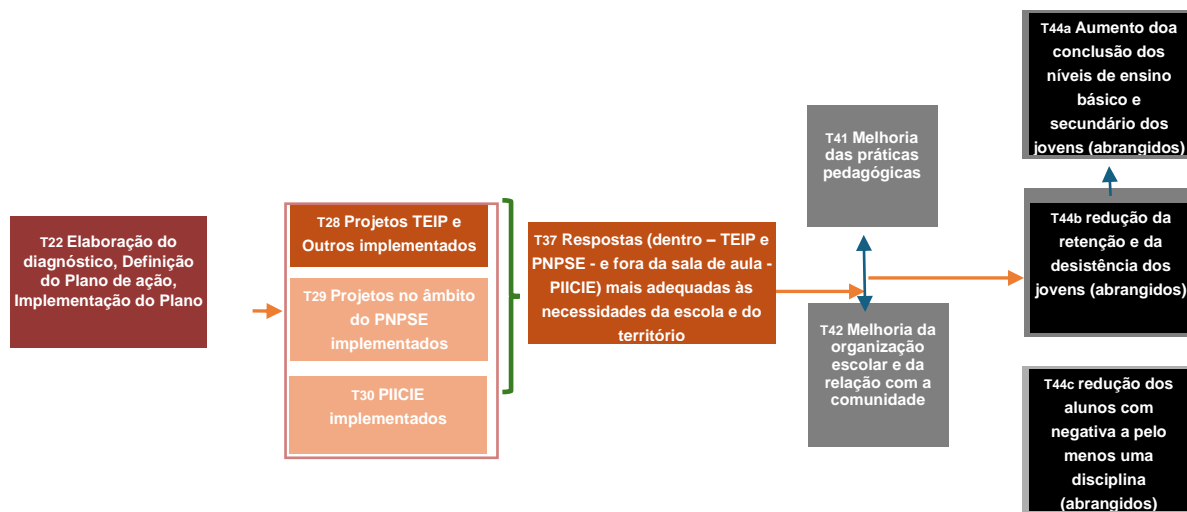 T22 Elaboração do
diagnóstico, Definição
do Plano de ação,
Implementação do Plano
T28 Projetos TEIP e
Outros implementados
T29 Projetos no âmbito
do PNPSE
implementados
T30 PIICIE
implementados
T37 Respostas (dentro – TEIP e
PNPSE - e fora da sala de aula -
PIICIE) mais adequadas às
necessidades da escola e do
território
T41 Melhoria
das práticas
pedagógicas
T42 Melhoria da
organização
escolar e da
relação com a
comunidade
T44a Aumento doa
conclusão dos
níveis de ensino
básico e
secundário dos
jovens (abrangidos)
T44b redução da
retenção e da
desistência dos
jovens (abrangidos)
T44c redução dos
alunos com
negativa a pelo
menos uma
disciplina
(abrangidos)